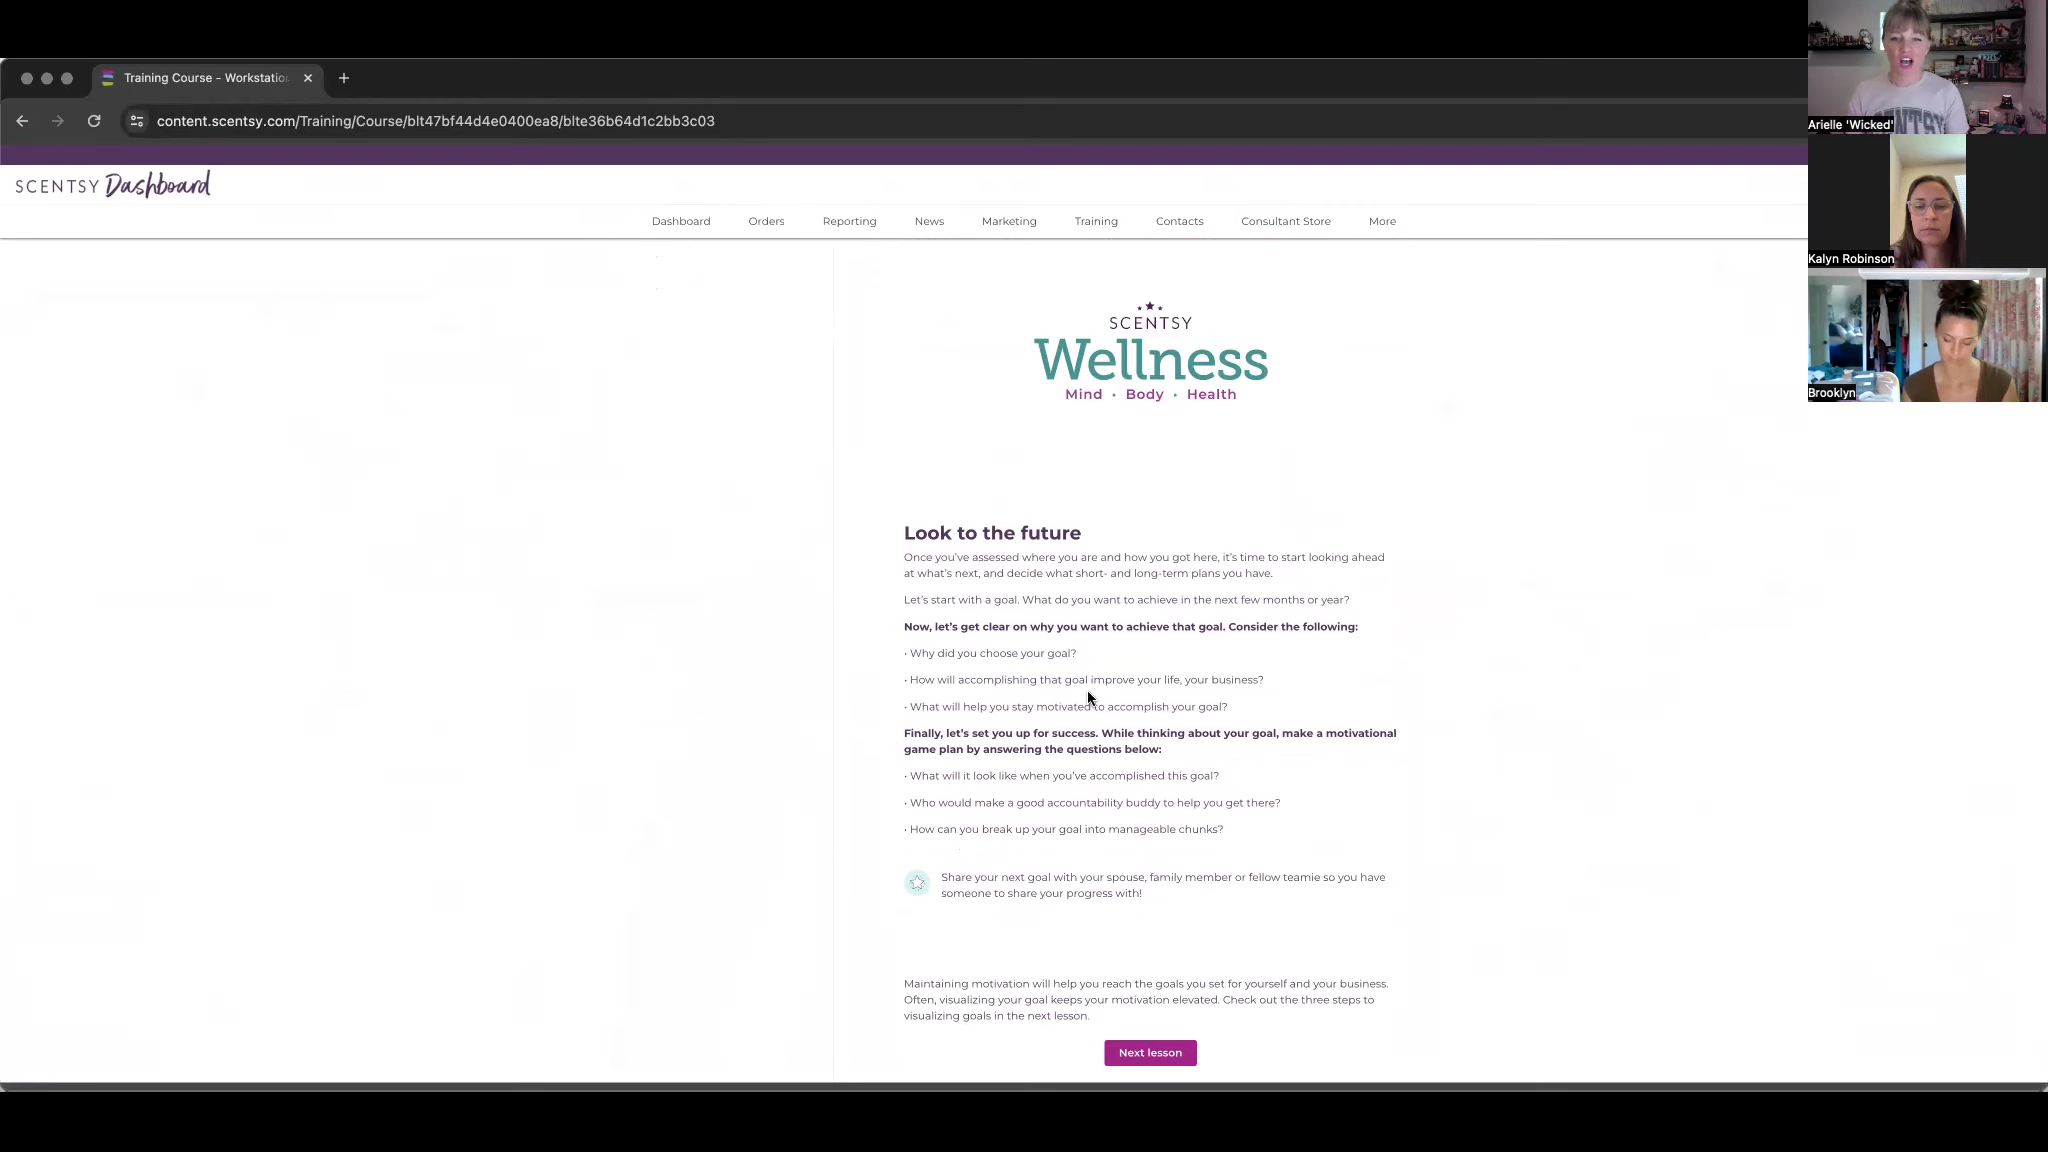 Training Course - Workstatio
content.scentsy.com/Training/Course/blt47bf44d4e0400ea8/blte36b64d1c2bb3c03
SCENTSY Dashboard
Dashboard Orders Reporting News Marketing Training Contacts Consultant Store More
SCENTSY
Wellness
Mind • Body • Health
Look to the future
Once you've assessed where you are and how you got here, it's time to start looking ahead
at what's next, and decide what short- and long-term plans you have.
Let's start with a goal. What do you want to achieve in the next few months or year?
Now, let's get clear on why you want to achieve that goal. Consider the following:
• Why did you choose your goal?
• How will accomplishing that goal improve your life, your business?
• What will help you stay motivated to accomplish your goal?
Finally, let's set you up for success. While thinking about your goal, make a motivational
game plan by answering the questions below:
• What will it look like when you've accomplished this goal?
• Who would make a good accountability buddy to help you get there?
• How can you break up your goal into manageable chunks?
Share your next goal with your spouse, family member or fellow teamie so you have
someone to share your progress with!
Maintaining motivation will help you reach the goals you set for yourself and your business.
Often, visualizing your goal keeps your motivation elevated. Check out the three steps to
visualizing goals in the next lesson.
Next lesson
Arielle 'Wicked'
Kalyn Robinson
Brooklyn